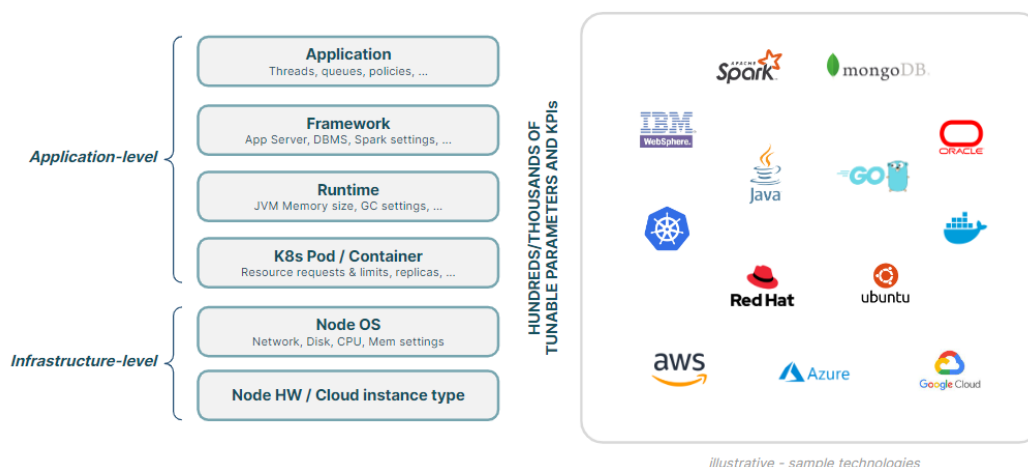 Application
Threads, queues, policies, ...
Framework
App Server, DBMS, Spark settings, ...
Application-level
Runtime
JVM Memory size, GC settings, ...
K8s Pod / Container
Resource requests & limits, replicas, ...
Node OS
Network, Disk, CPU, Mem settings
Infrastructure-level
Node HW / Cloud instance type
HUNDREDS/THOUSANDS OF
TUNABLE PARAMETERS AND KPIs
APACHE
Spark™
mongoDB.
IBM
WebSphere.
ORACLE
Java
GO
Red Hat
ubuntu
aws
Azure
Google Cloud
illustrative - sample technologies